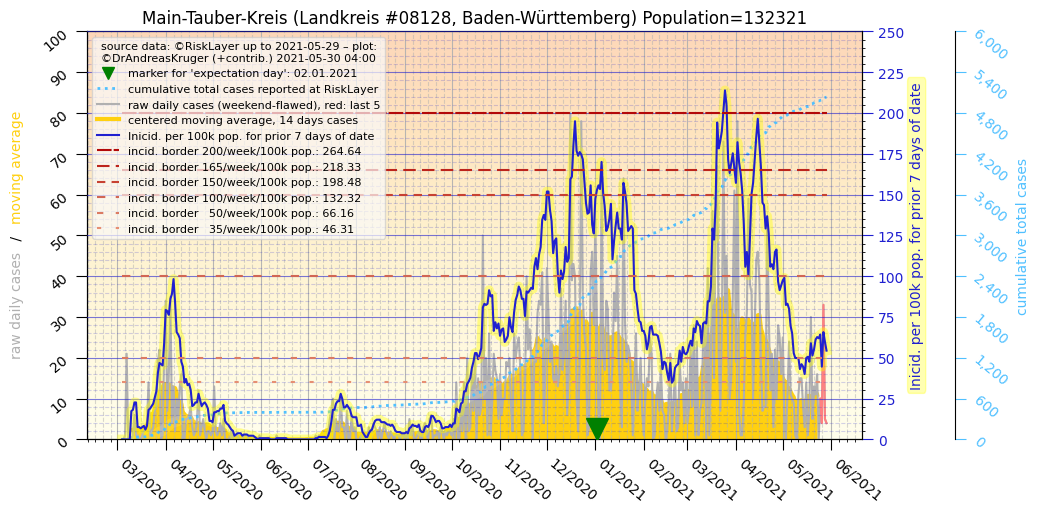 Main-Tauber-Kreis (Landkreis #08128, Baden-Württemberg) Population=132321
source data: ©RiskLayer up to 2021-05-29 – plot:
©DrAndreasKruger (+contrib.) 2021-05-30 04:00
marker for 'expectation day': 02.01.2021
cumulative total cases reported at RiskLayer
raw daily cases (weekend-flawed), red: last 5
centered moving average, 14 days cases
Inicid. per 100k pop. for prior 7 days of date
incid. border 200/week/100k pop.: 264.64
incid. border 165/week/100k pop.: 218.33
incid. border 150/week/100k pop.: 198.48
incid. border 100/week/100k pop.: 132.32
incid. border 50/week/100k pop.: 66.16
incid. border 35/week/100k pop.: 46.31
raw daily cases / moving average
100
90
80
70
60
50
40
30
20
10
0
03/2020
04/2020
05/2020
06/2020
07/2020
08/2020
09/2020
10/2020
11/2020
12/2020
01/2021
02/2021
03/2021
04/2021
05/2021
06/2021
250
225
200
175
150
125
100
75
50
25
0
Inicid. per 100k pop. for prior 7 days of date
6,000
5,400
4,800
4,200
3,600
3,000
2,400
1,800
1,200
600
0
cumulative total cases